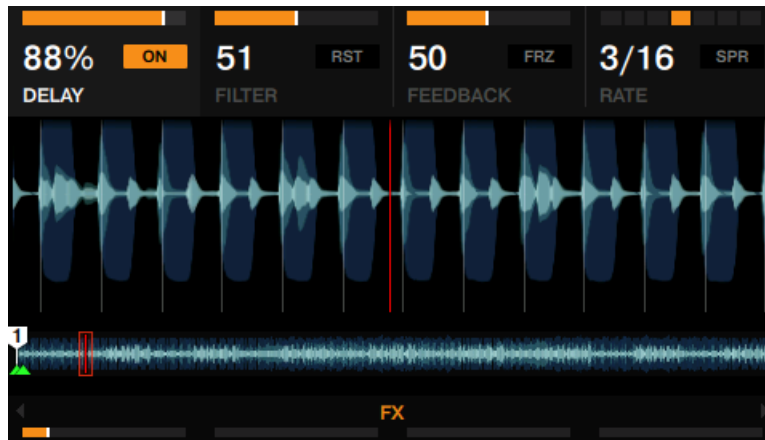 88% ON 51 RST 50 FRZ 3/16 SPR
DELAY FILTER FEEDBACK RATE
1
FX